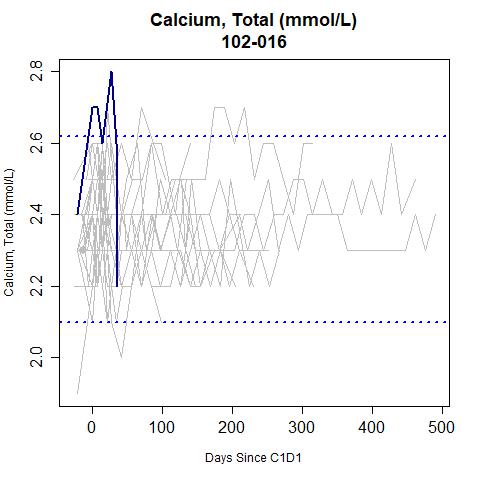 Calcium, Total (mmol/L)
102-016
Calcium, Total (mmol/L)
2.8
2.6
2.4
2.2
2.0
0 100 200 300 400 500
Days Since C1D1